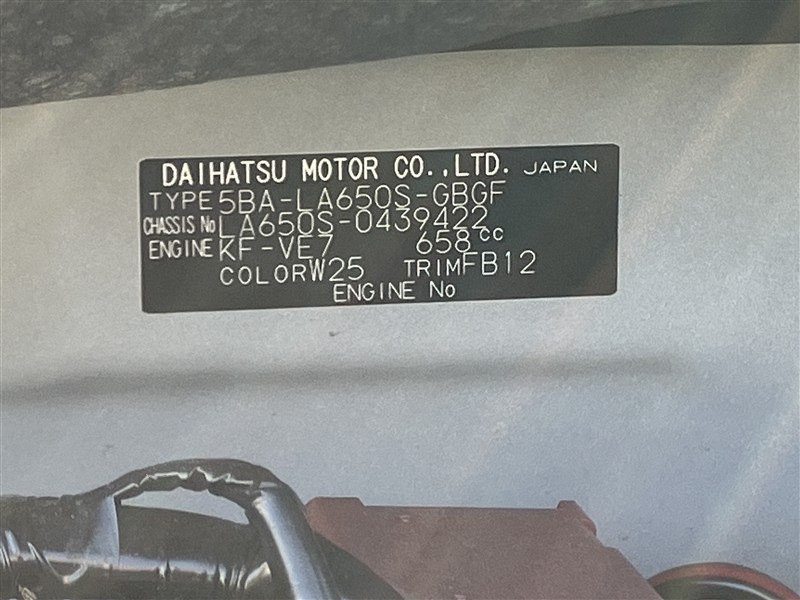 DAIHATSU MOTOR CO.,LTD. JAPAN
TYPE 5BA-LA650S-GBGF
CHASSIS No LA650S-0439422
ENGINE KF-VE7 658cc
COLOR W25 TRIM FB12
ENGINE No